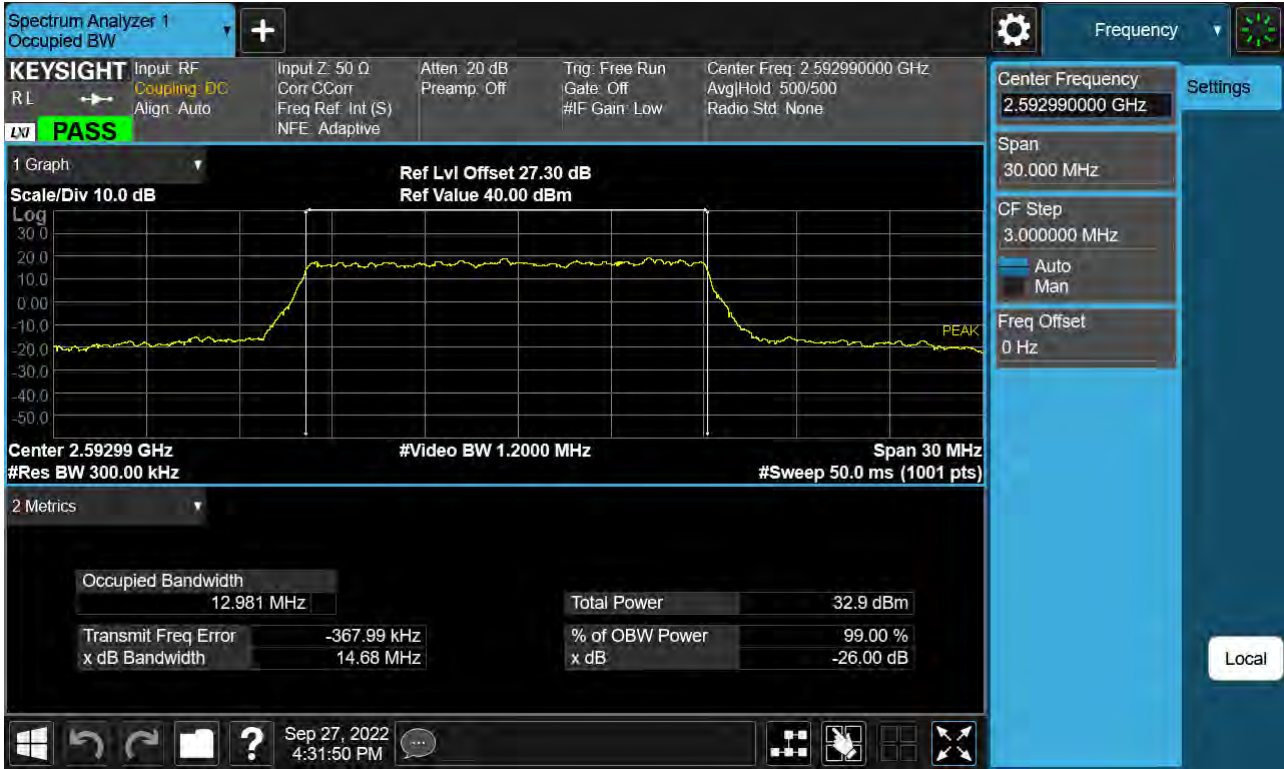 Spectrum Analyzer 1
Occupied BW
+
Frequency
KEYSIGHT
R L
LXI
PASS
Input: RF
Coupling: DC
Align: Auto
Input Z: 50 Ω
Corr CCorr
Freq Ref: Int (S)
NFE: Adaptive
Atten: 20 dB
Preamp: Off
Trig: Free Run
Gate: Off
#IF Gain: Low
Center Freq: 2.592990000 GHz
Avg|Hold: 500/500
Radio Std: None
Center Frequency
2.592990000 GHz
Settings
Span
30.000 MHz
CF Step
3.000000 MHz
Auto
Man
Freq Offset
0 Hz
Local
1 Graph
Scale/Div 10.0 dB
Ref Lvl Offset 27.30 dB
Ref Value 40.00 dBm
Log
30.0
20.0
10.0
0.00
-10.0
-20.0
-30.0
-40.0
-50.0
PEAK
Center 2.59299 GHz
#Video BW 1.2000 MHz
Span 30 MHz
#Res BW 300.00 kHz
#Sweep 50.0 ms (1001 pts)
2 Metrics
Occupied Bandwidth
12.981 MHz
Total Power 32.9 dBm
Transmit Freq Error -367.99 kHz
% of OBW Power 99.00 %
x dB Bandwidth 14.68 MHz
x dB -26.00 dB
?
Sep 27, 2022
4:31:50 PM